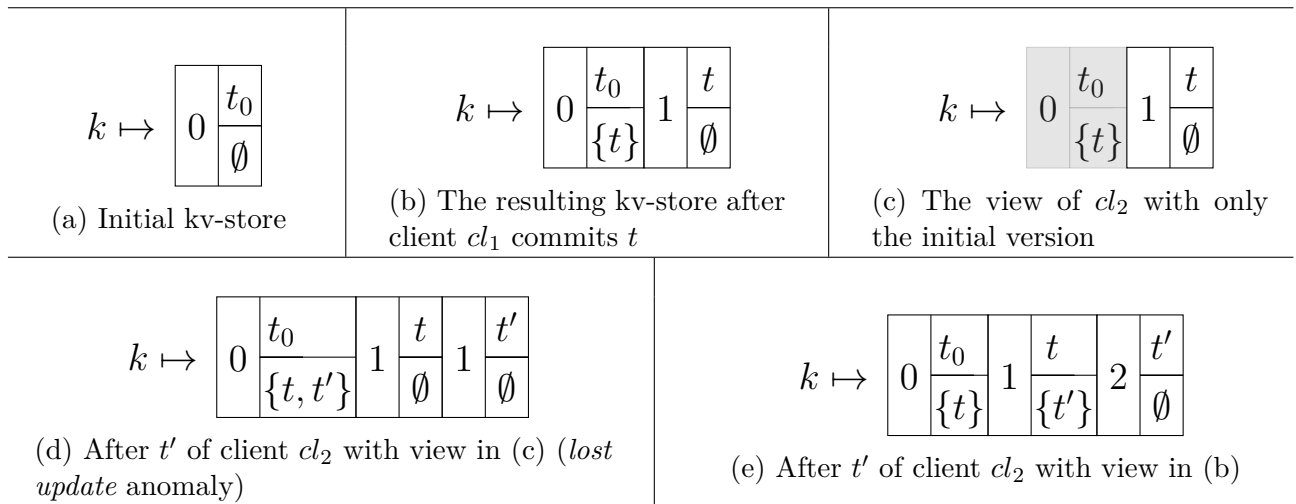 k ↦ 0 t₀ ∅
(a) Initial kv-store
k ↦ 0 t₀ {t} 1 t ∅
(b) The resulting kv-store after
client cl₁ commits t
k ↦ 0 t₀ {t} 1 t ∅
(c) The view of cl₂ with only
the initial version
k ↦ 0 t₀ {t, t′} 1 t ∅ 1 t′ ∅
(d) After t′ of client cl₂ with view in (c) (lost
update anomaly)
k ↦ 0 t₀ {t} 1 t {t′} 2 t′ ∅
(e) After t′ of client cl₂ with view in (b)